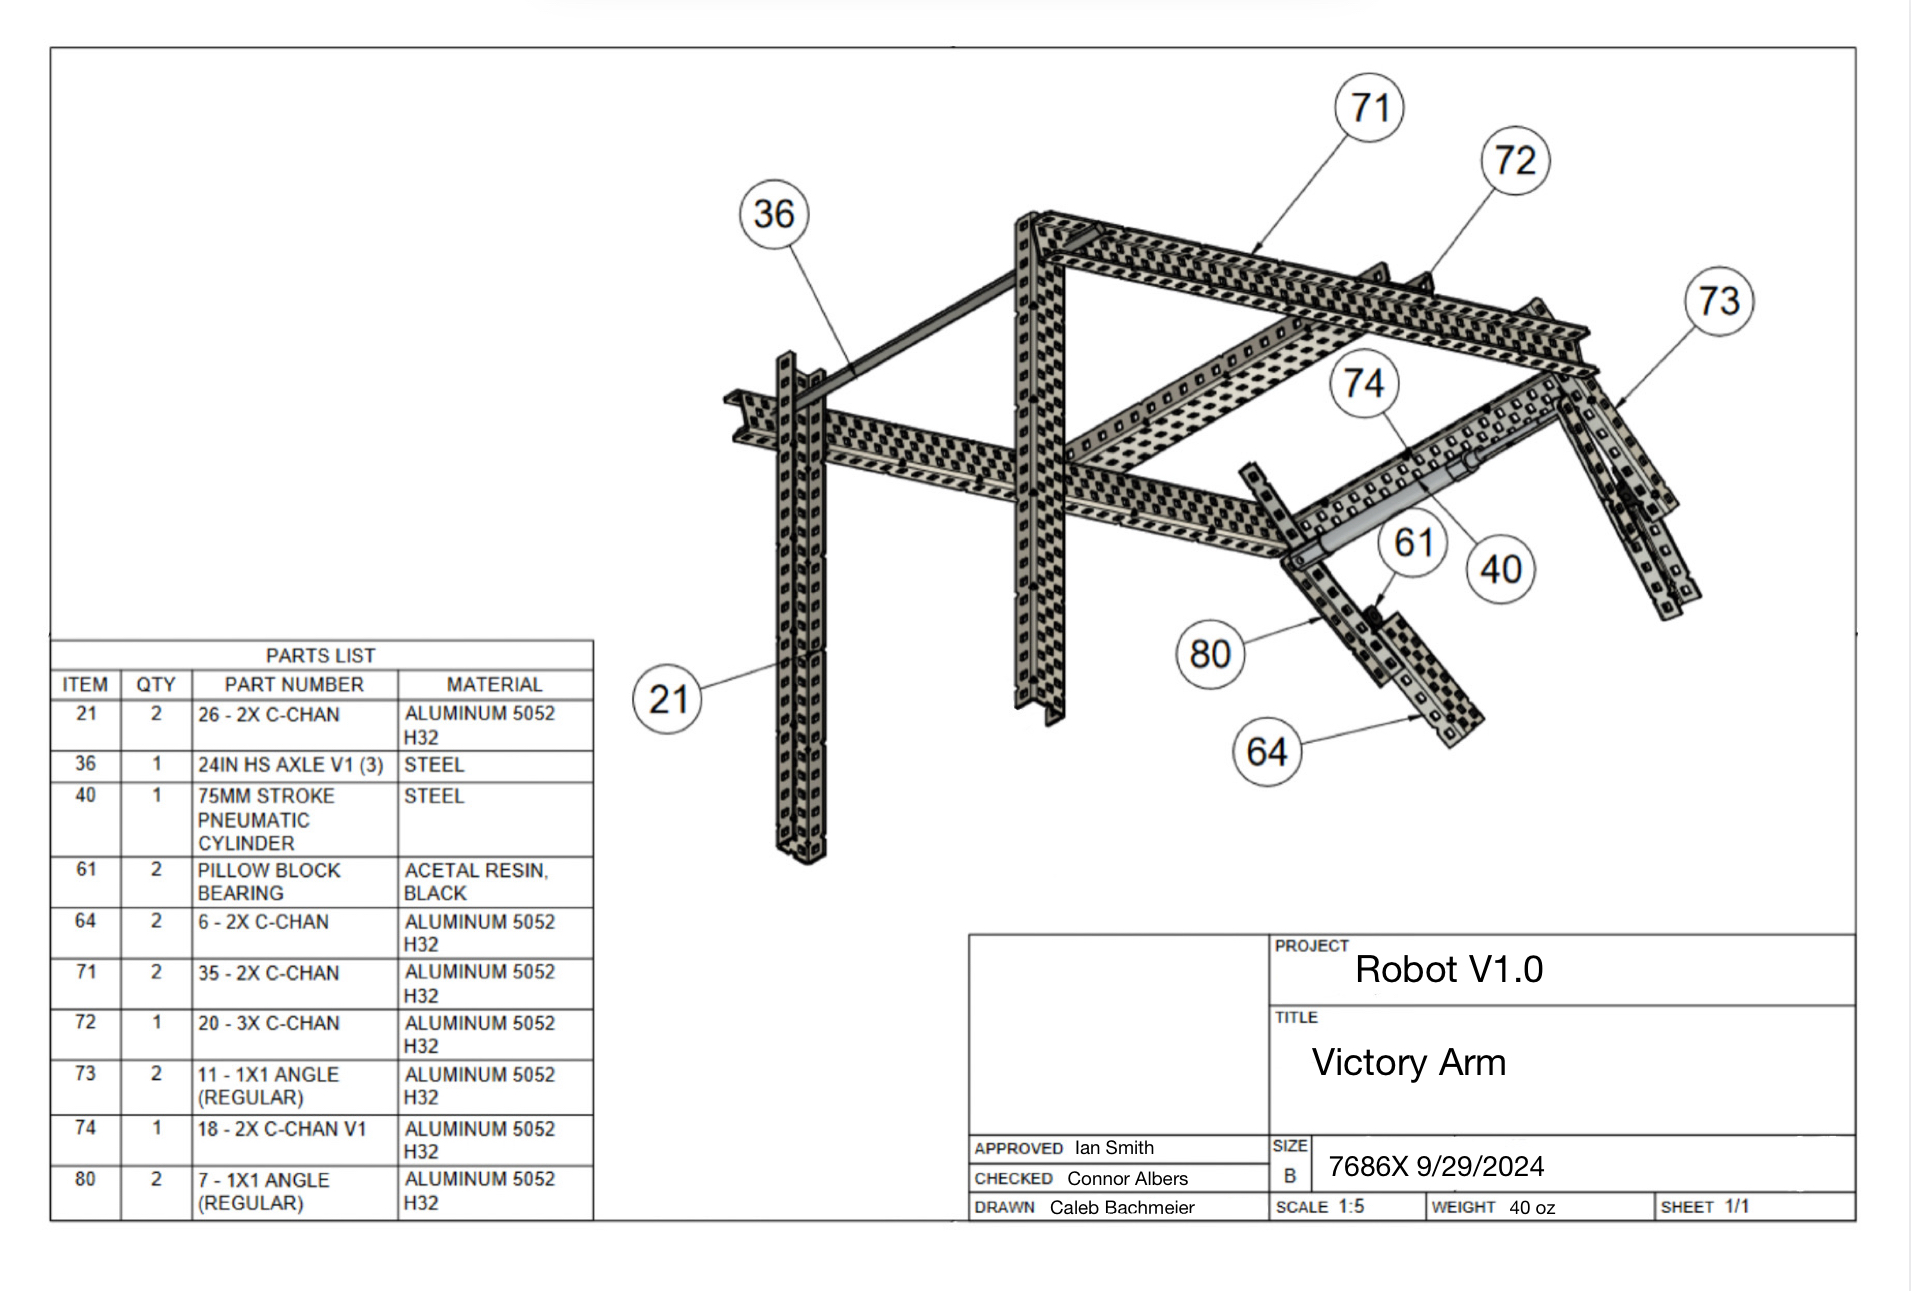 71
72
36
73
74
61
40
80
21
64
PARTS LIST
ITEM QTY PART NUMBER MATERIAL
21 2 26 - 2X C-CHAN ALUMINUM 5052
H32
36 1 24IN HS AXLE V1 (3) STEEL
40 1 75MM STROKE STEEL
PNEUMATIC
CYLINDER
61 2 PILLOW BLOCK ACETAL RESIN,
BEARING BLACK
64 2 6 - 2X C-CHAN ALUMINUM 5052
H32
71 2 35 - 2X C-CHAN ALUMINUM 5052
H32
72 1 20 - 3X C-CHAN ALUMINUM 5052
H32
73 2 11 - 1X1 ANGLE ALUMINUM 5052
(REGULAR) H32
74 1 18 - 2X C-CHAN V1 ALUMINUM 5052
H32
80 2 7 - 1X1 ANGLE ALUMINUM 5052
(REGULAR) H32
PROJECT Robot V1.0
TITLE
Victory Arm
APPROVED Ian Smith
CHECKED Connor Albers
DRAWN Caleb Bachmeier
SIZE
B
7686X 9/29/2024
SCALE 1:5 WEIGHT 40 oz SHEET 1/1